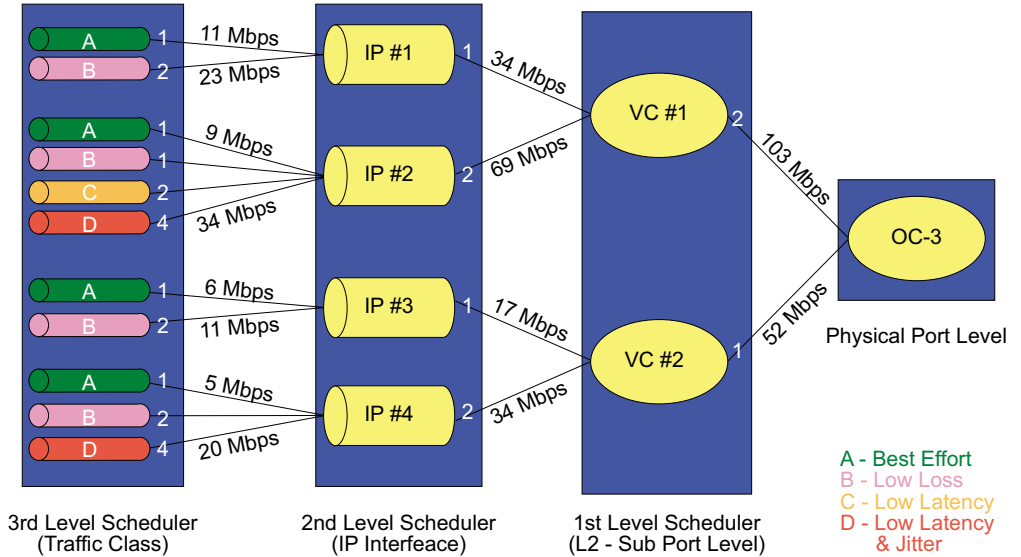 A 1 11 Mbps IP #1 1 34 Mbps
B 2 23 Mbps
VC #1 2 103 Mbps
A 1 9 Mbps
B 1 IP #2 2 69 Mbps
C 2
D 4 34 Mbps
OC-3
A 1 6 Mbps IP #3 1 17 Mbps
B 2 11 Mbps
Physical Port Level
VC #2 1 52 Mbps
A 1 5 Mbps
B 2 IP #4 2 34 Mbps
D 4 20 Mbps
A - Best Effort
B - Low Loss
C - Low Latency
D - Low Latency
& Jitter
3rd Level Scheduler
(Traffic Class)
2nd Level Scheduler
(IP Interfeace)
1st Level Scheduler
(L2 - Sub Port Level)